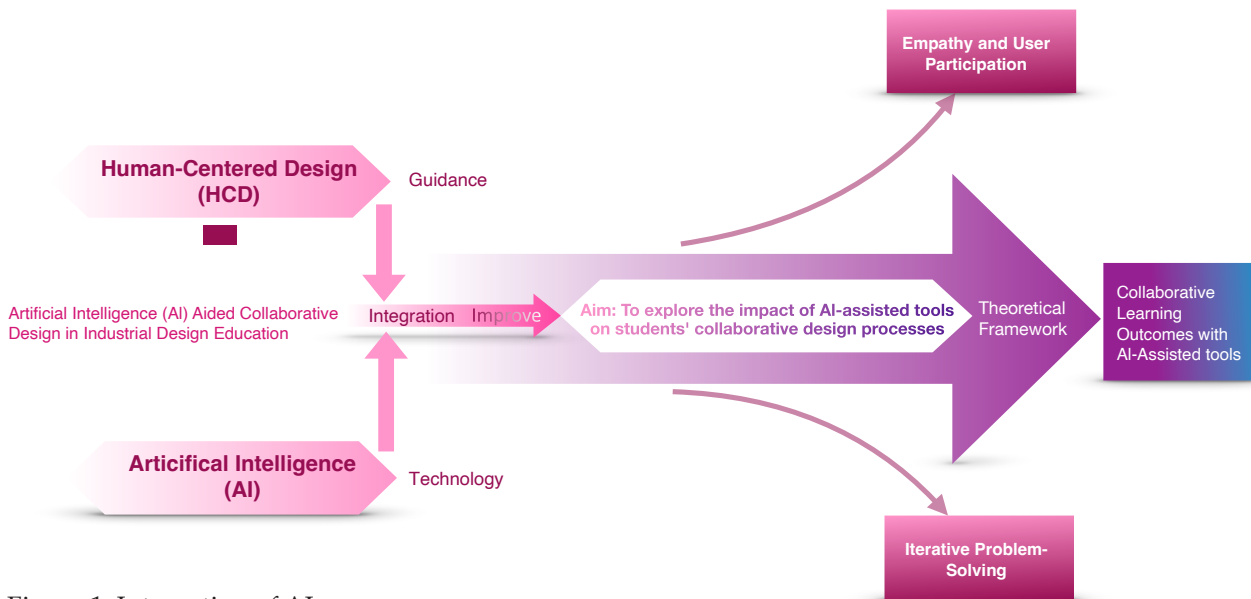 Empathy and User
Participation
Human-Centered Design
(HCD)
Guidance
Artificial Intelligence (AI) Aided Collaborative
Design in Industrial Design Education
Integration Improve
Aim: To explore the impact of AI-assisted tools
on students' collaborative design processes
Theoretical
Framework
Collaborative
Learning
Outcomes with
AI-Assisted tools
Articifical Intelligence
(AI)
Technology
Iterative Problem-
Solving